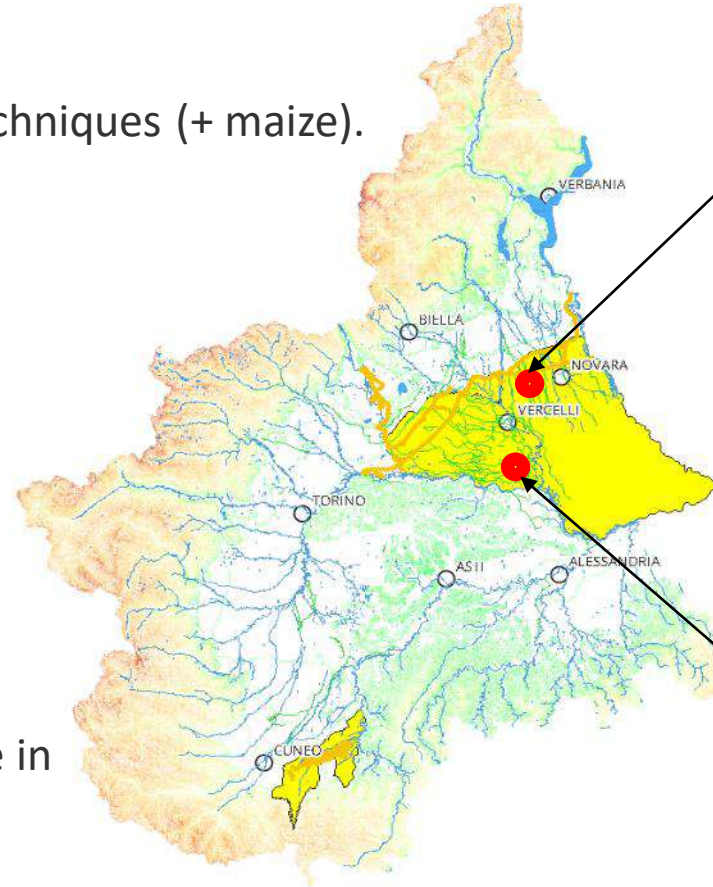 chniques (+ maize).
VERBANIA
BIELLA
NOVARA
VERCELLI
TORINO
ASTI
ALESSANDRIA
CUNEO
e in